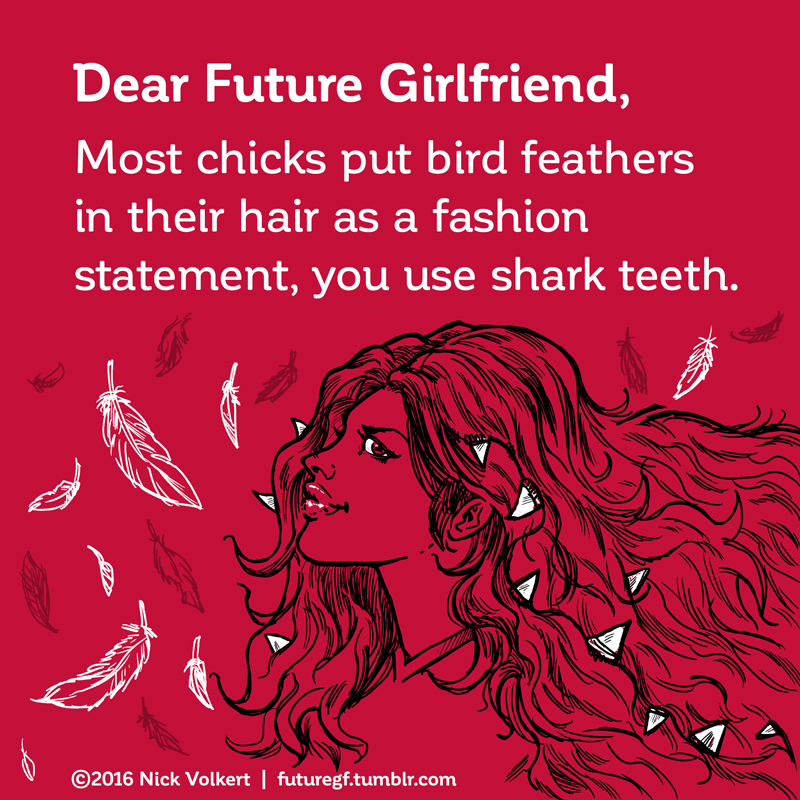 Dear Future Girlfriend,
Most chicks put bird feathers
in their hair as a fashion
statement, you use shark teeth.
©2016 Nick Volkert | futuregf.tumblr.com